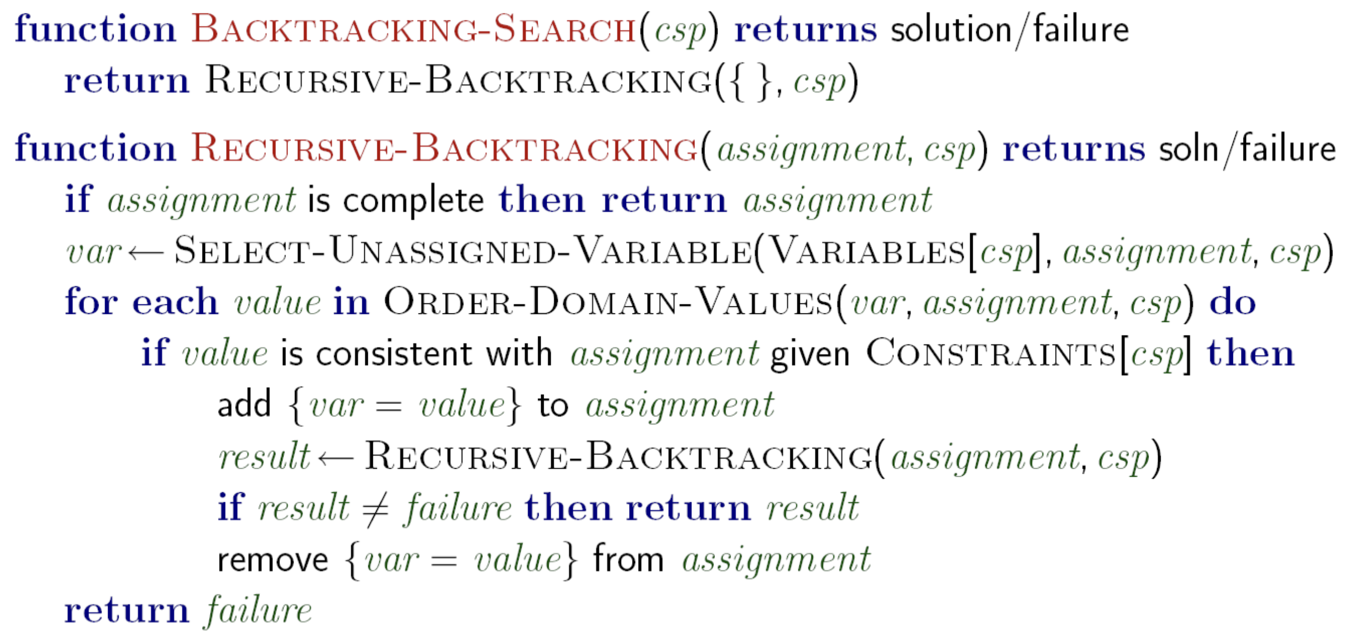 function BACKTRACKING-SEARCH(csp) returns solution/failure
return RECURSIVE-BACKTRACKING({ }, csp)
function RECURSIVE-BACKTRACKING(assignment, csp) returns soln/failure
if assignment is complete then return assignment
var ← SELECT-UNASSIGNED-VARIABLE(VARIABLES[csp], assignment, csp)
for each value in ORDER-DOMAIN-VALUES(var, assignment, csp) do
if value is consistent with assignment given CONSTRAINTS[csp] then
add {var = value} to assignment
result ← RECURSIVE-BACKTRACKING(assignment, csp)
if result ≠ failure then return result
remove {var = value} from assignment
return failure